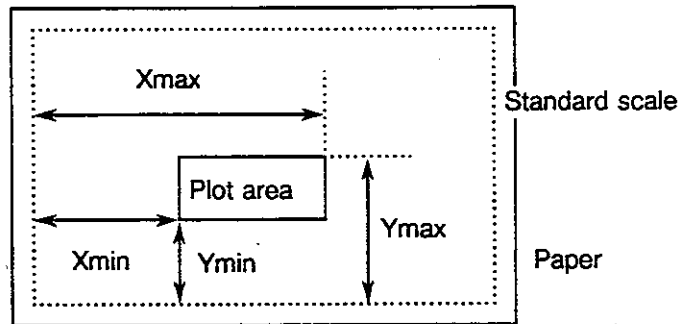 Xmax
Standard scale
Plot area
Ymax
Xmin
Ymin
Paper